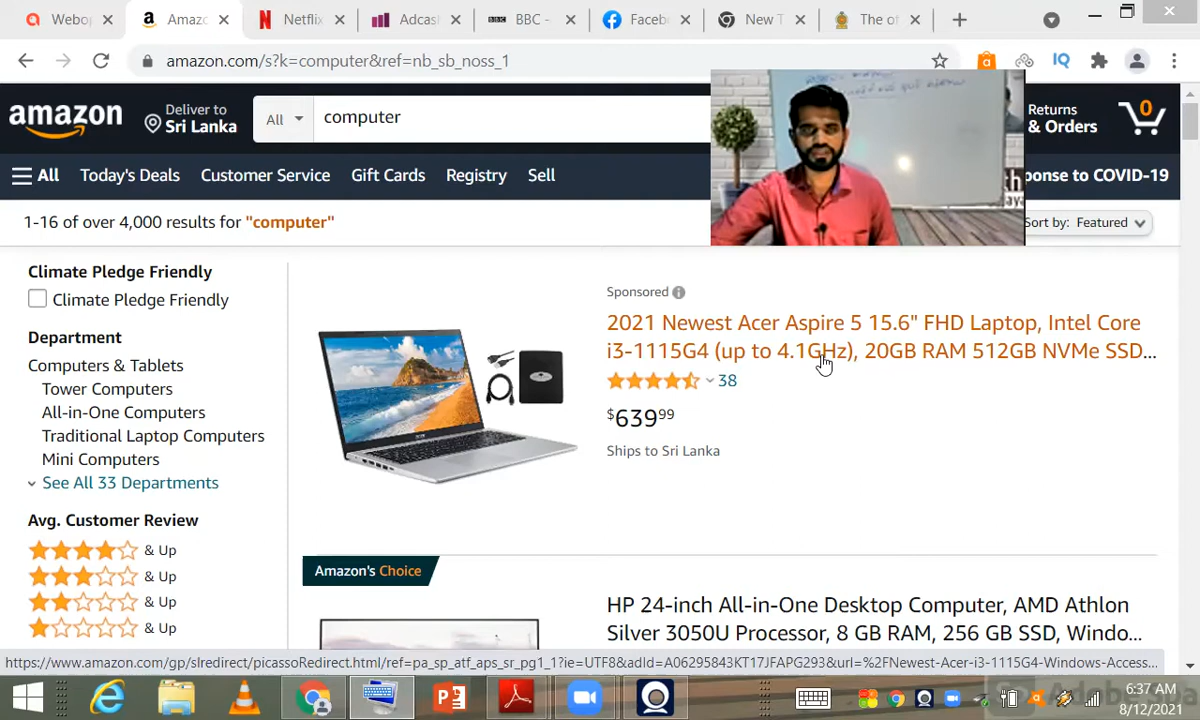 Webop
Amazo
Netflix
Adcas
BBC -
Faceb
New T
The of
amazon.com/s?k=computer&ref=nb_sb_noss_1
amazon
Deliver to
Sri Lanka
All
computer
Returns
& Orders
0
All
Today's Deals
Customer Service
Gift Cards
Registry
Sell
ponse to COVID-19
1-16 of over 4,000 results for "computer"
Sort by: Featured
Climate Pledge Friendly
Climate Pledge Friendly
Department
Computers & Tablets
Tower Computers
All-in-One Computers
Traditional Laptop Computers
Mini Computers
See All 33 Departments
Avg. Customer Review
& Up
& Up
& Up
& Up
Sponsored
2021 Newest Acer Aspire 5 15.6" FHD Laptop, Intel Core
i3-1115G4 (up to 4.1GHz), 20GB RAM 512GB NVMe SSD...
38
$63999
Ships to Sri Lanka
Amazon's Choice
HP 24-inch All-in-One Desktop Computer, AMD Athlon
Silver 3050U Processor, 8 GB RAM, 256 GB SSD, Windo...
https://www.amazon.com/gp/slredirect/picassoRedirect.html/ref=pa_sp_atf_aps_sr_pg1_1?ie=UTF8&adId=A06295843KT17JFAPG293&url=%2FNewest-Acer-i3-1115G4-Windows-Access...
6:37 AM
8/12/2021